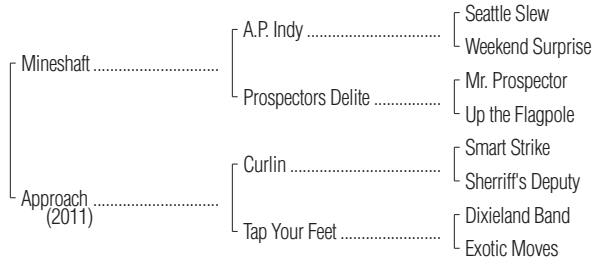 Seattle Slew
A.P. Indy
Weekend Surprise
Mineshaft
Mr. Prospector
Prospectors Delite
Up the Flagpole
Smart Strike
Curlin
Sherriff's Deputy
Approach
(2011)
Dixieland Band
Tap Your Feet
Exotic Moves